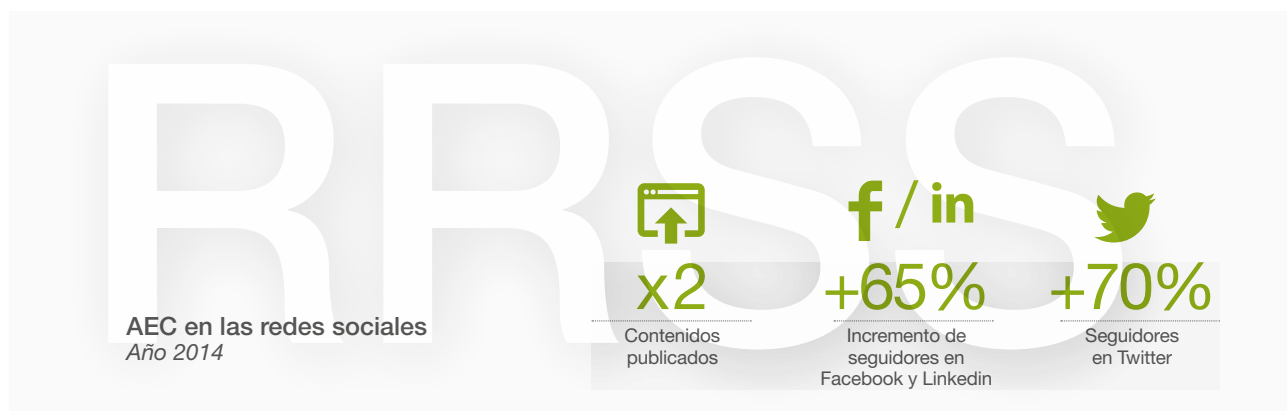 RRSS
f / in
x2
+65%
+70%
AEC en las redes sociales
Año 2014
Contenidos
publicados
Incremento de
seguidores en
Facebook y Linkedin
Seguidores
en Twitter